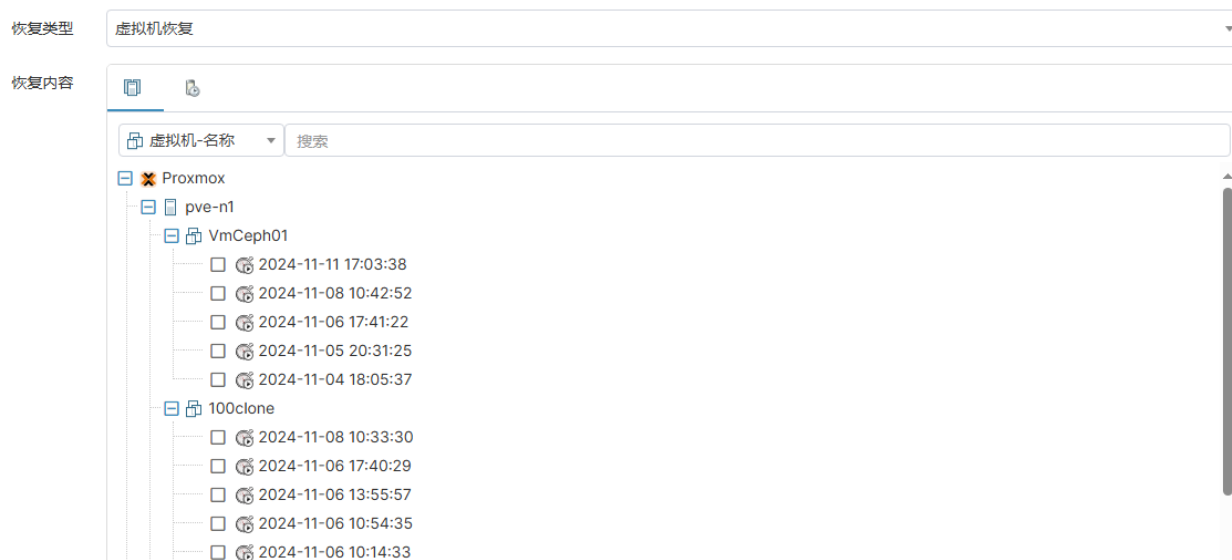 恢复类型
虚拟机恢复
恢复内容
虚拟机-名称
搜索
Proxmox
pve-n1
VmCeph01
2024-11-11 17:03:38
2024-11-08 10:42:52
2024-11-06 17:41:22
2024-11-05 20:31:25
2024-11-04 18:05:37
100clone
2024-11-08 10:33:30
2024-11-06 17:40:29
2024-11-06 13:55:57
2024-11-06 10:54:35
2024-11-06 10:14:33